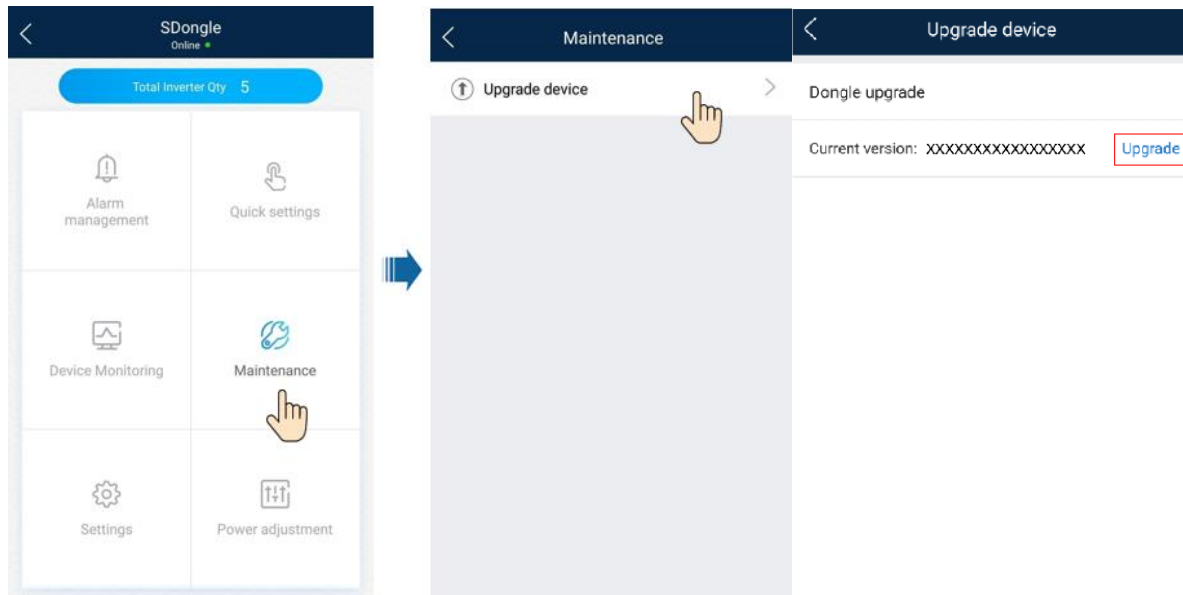 SDongle
Online
Total Inverter Qty 5
Alarm
management
Quick settings
Device Monitoring
Maintenance
Settings
Power adjustment
Maintenance
Upgrade device
Upgrade device
Dongle upgrade
Current version: XXXXXXXXXXXXXXXXX Upgrade